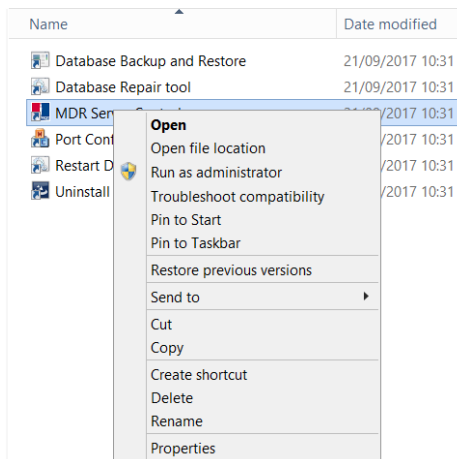 Name Date modified
Database Backup and Restore 21/09/2017 10:31
Database Repair tool 21/09/2017 10:31
MDR 21/09/2017 10:31
Port /2017 10:31
Restart /2017 10:31
Uninstall /2017 10:31
Open
Open file location
Run as administrator
Troubleshoot compatibility
Pin to Start
Pin to Taskbar
Restore previous versions
Send to
Cut
Copy
Create shortcut
Delete
Rename
Properties